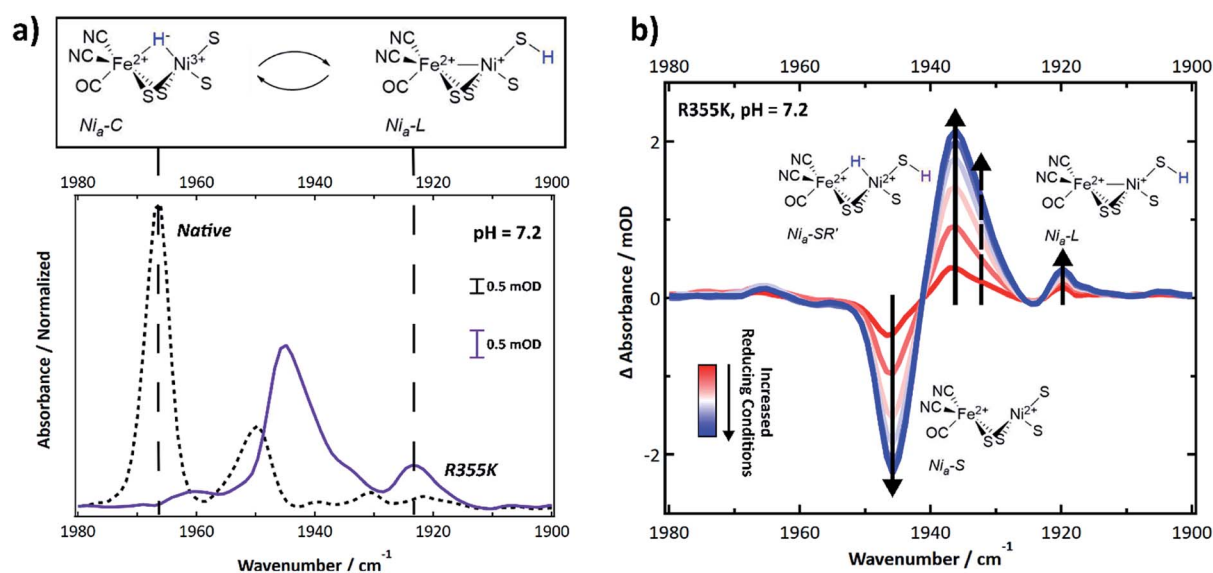 a)
NC
NC
OC
Fe2+
H-
Ni3+
S
S
S
S
Nia-C
NC
NC
OC
Fe2+
Ni+
S
H
S
S
S
Nia-L
1980 1960 1940 1920 1900
Native
pH = 7.2
0.5 mOD
0.5 mOD
R355K
Absorbance / Normalized
1980 1960 1940 1920 1900
Wavenumber / cm-1
b)
1980 1960 1940 1920 1900
R355K, pH = 7.2
NC
NC
OC
Fe2+
H-
Ni2+
S
H
S
S
S
Nia-SR'
NC
NC
OC
Fe2+
Ni+
S
H
S
S
S
Nia-L
2
0
-2
Δ Absorbance / mOD
Increased
Reducing Conditions
NC
NC
OC
Fe2+
Ni2+
S
S
S
S
Nia-S
1980 1960 1940 1920 1900
Wavenumber / cm-1